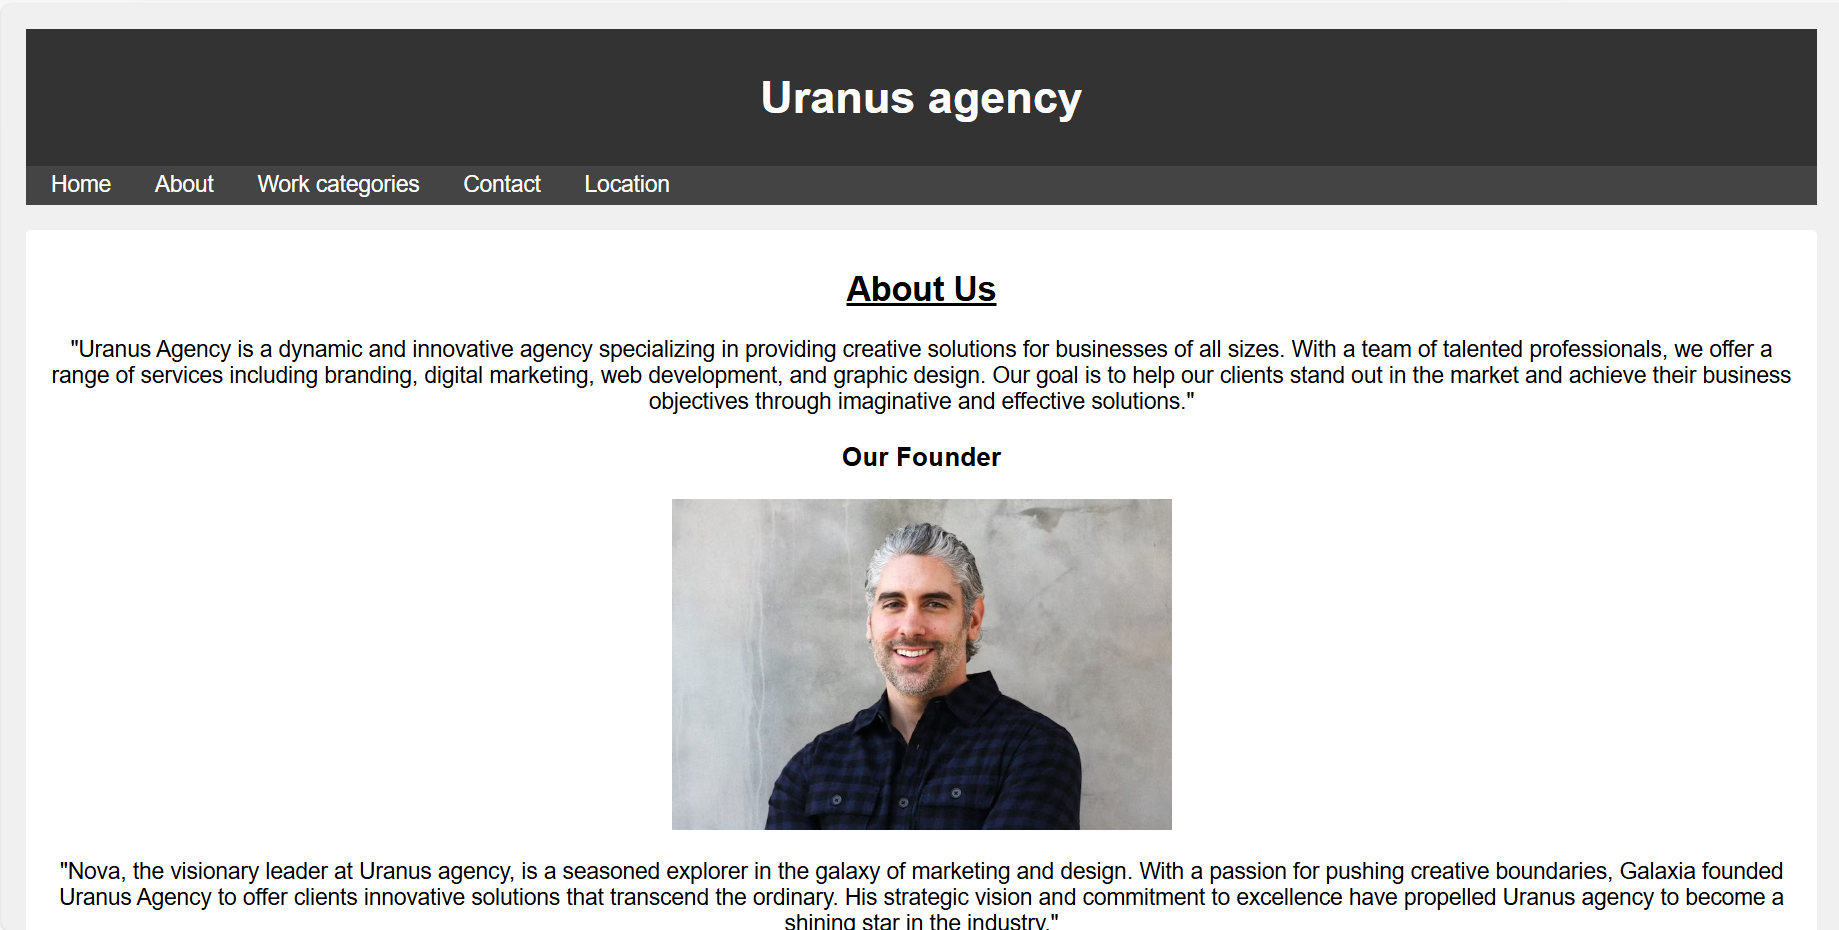 Uranus agency
Home About Work categories Contact Location
About Us
"Uranus Agency is a dynamic and innovative agency specializing in providing creative solutions for businesses of all sizes. With a team of talented professionals, we offer a
range of services including branding, digital marketing, web development, and graphic design. Our goal is to help our clients stand out in the market and achieve their business
objectives through imaginative and effective solutions."
Our Founder
"Nova, the visionary leader at Uranus agency, is a seasoned explorer in the galaxy of marketing and design. With a passion for pushing creative boundaries, Galaxia founded
Uranus Agency to offer clients innovative solutions that transcend the ordinary. His strategic vision and commitment to excellence have propelled Uranus agency to become a
shining star in the industry."